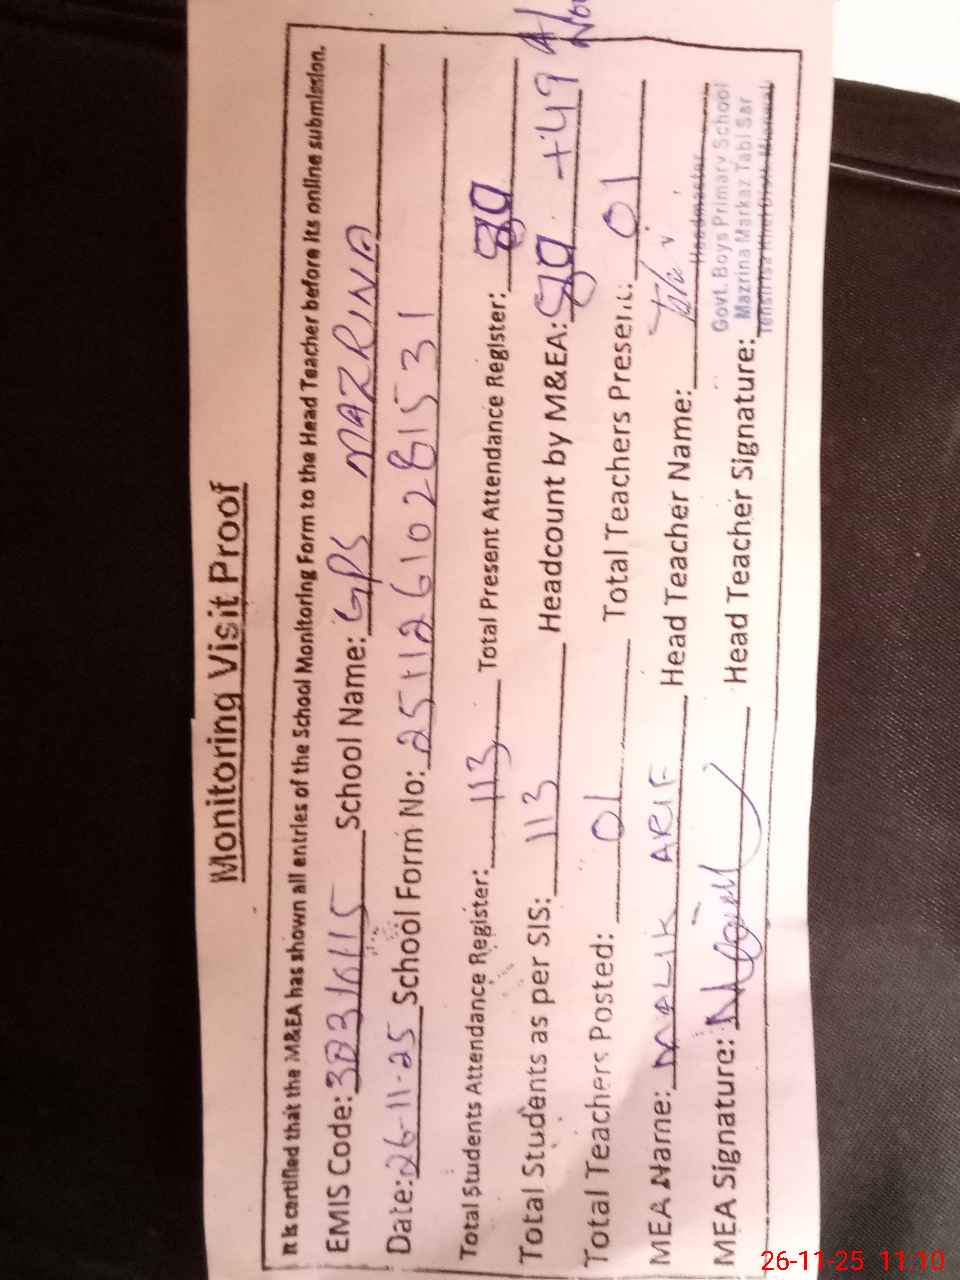 Monitoring Visit Proof
It is certified that the M&EA has shown all entries of the School Monitoring Form to the Head Teacher before its online submission.
EMIS Code: 38316115 School Name: GPS MAZRINA
Date: 26-11-25 School Form No: 251126102815531
Total Students Attendance Register: 113 Total Present Attendance Register:
Total Students as per SIS: 113 Headcount by M&EA: +49
Total Teachers Posted: 01 Total Teachers Present: 01
MEA Name: MALIK ARIF Head Teacher Name:
MEA Signature: Head Teacher Signature:
Headmaster
Govt. Boys Primary School
Mazrina Markaz Tabi Sar
26-11-25 11:10